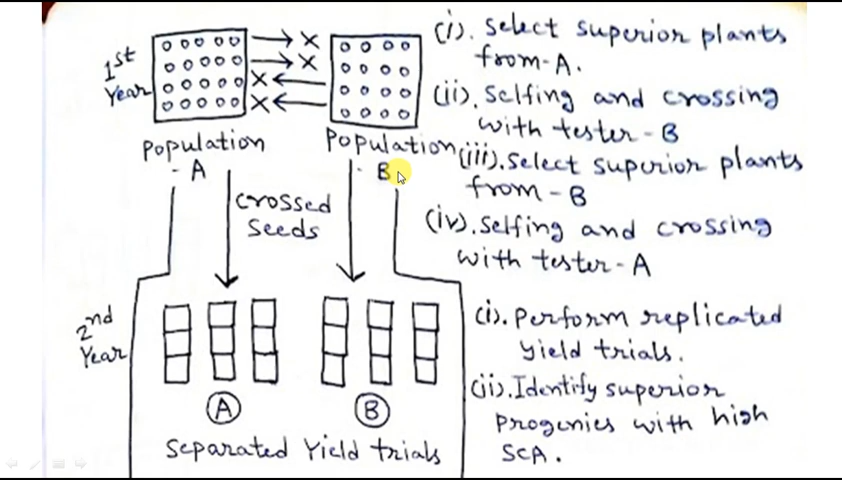 1st
Year
× 
×
×
×
Population
- A
Population
- B
crossed
seeds
(i). Select superior plants
from-A.
(ii). Selfing and crossing
with tester - B
(iii). Select superior plants
from - B
(iv). Selfing and crossing
with tester - A
2nd
Year
A
B
Separated Yield trials
(i). Perform replicated
yield trials.
(ii). Identify superior
Progenies with high
SCA.